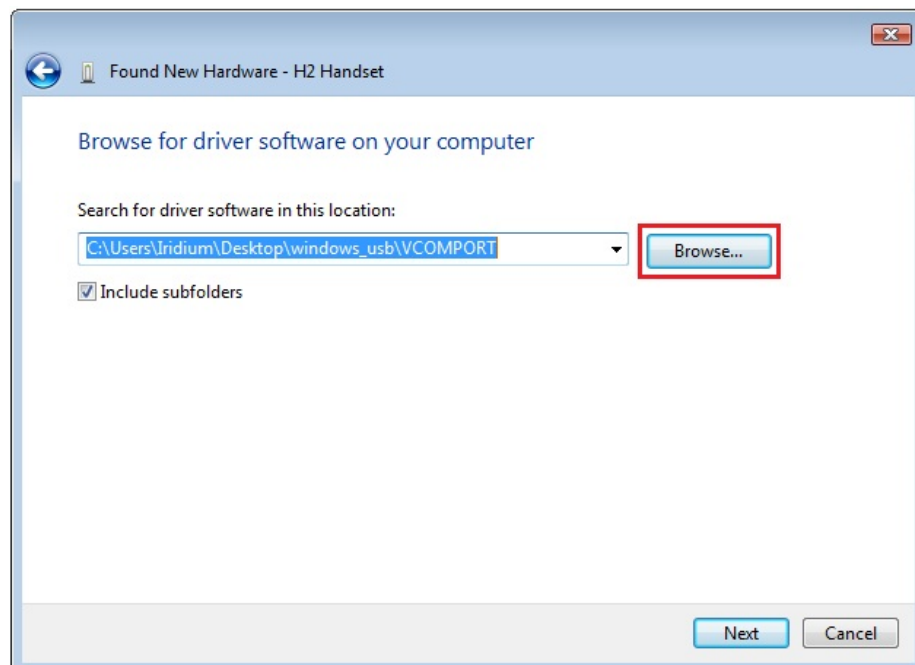 Found New Hardware - H2 Handset
Browse for driver software on your computer
Search for driver software in this location:
C:\Users\Iridium\Desktop\windows_usb\VCOMPORT
Browse...
Include subfolders
Next
Cancel